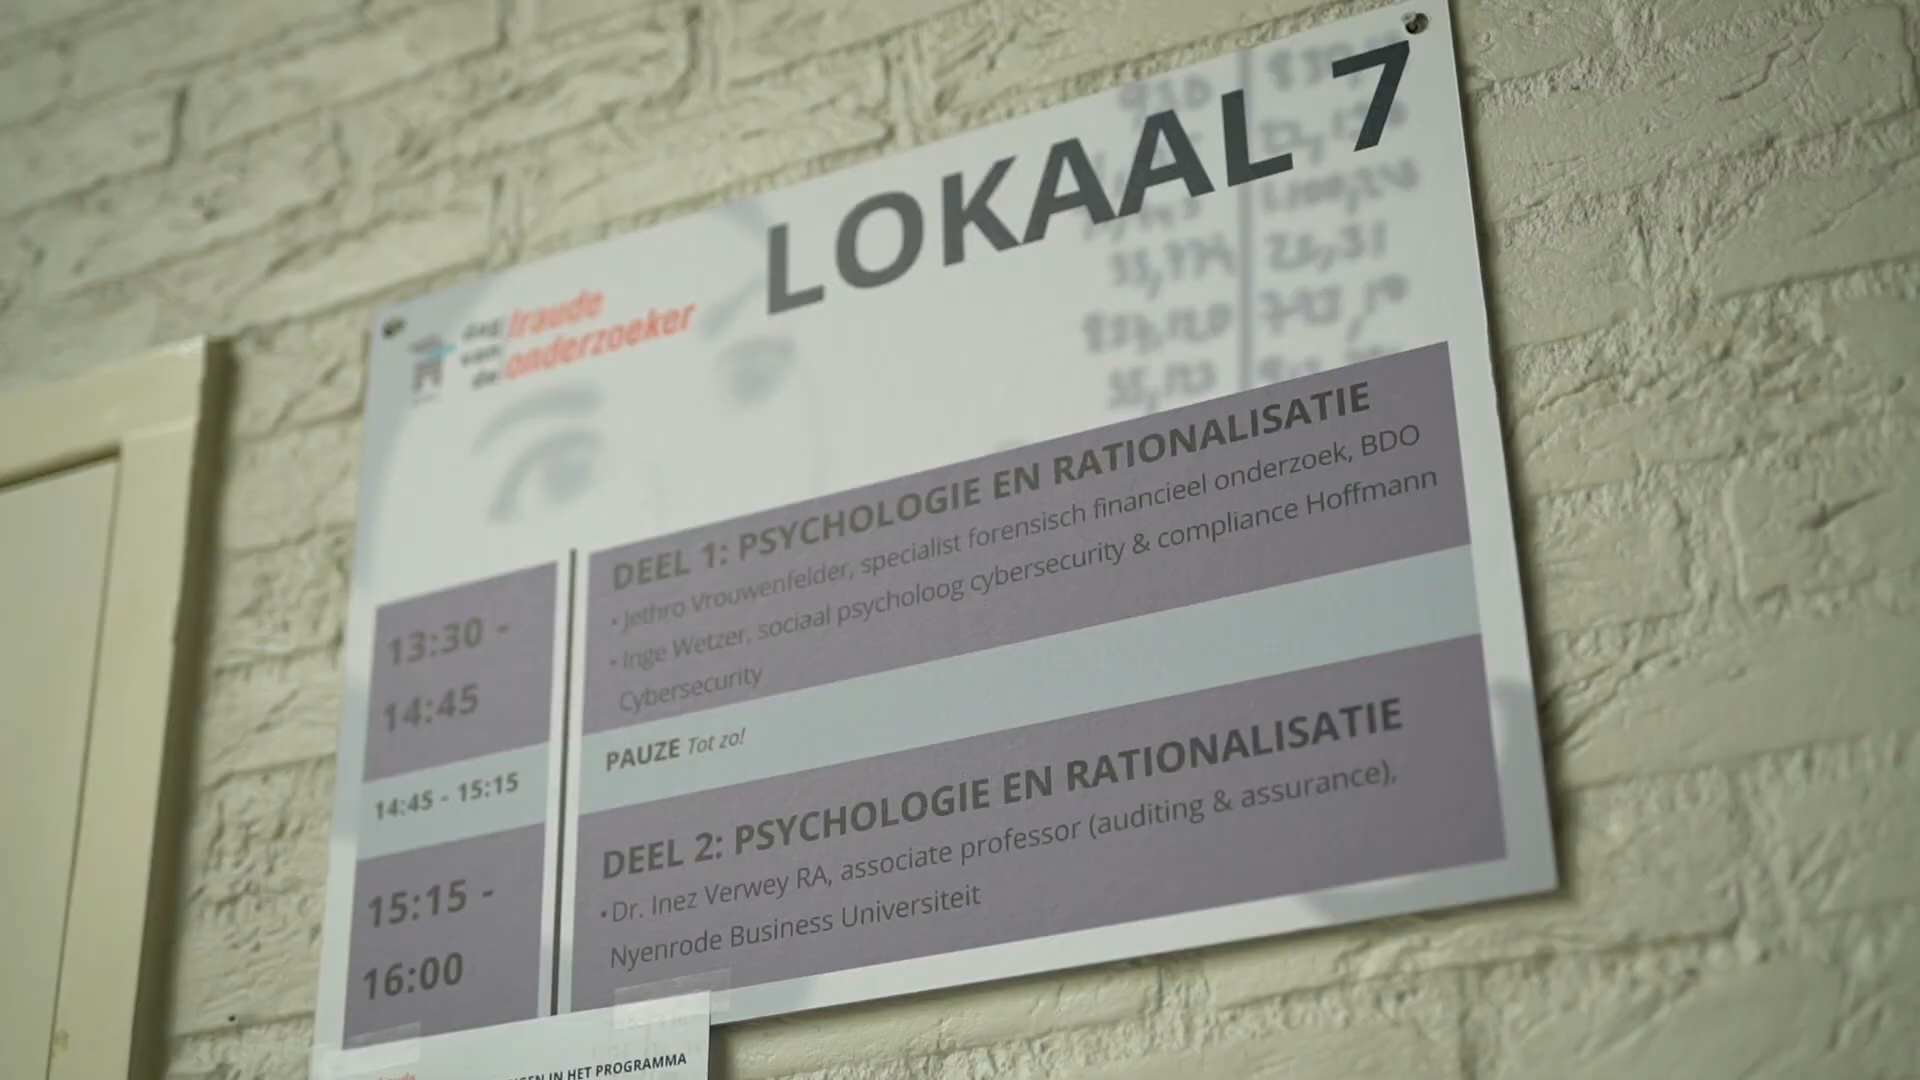 LOKAAL 7
dag fraude
van onderzoeker
de
13:30 -
14:45
DEEL 1: PSYCHOLOGIE EN RATIONALISATIE
• Jethro Vrouwenfelder, specialist forensisch financieel onderzoek, BDO
• Inge Wetzer, sociaal psycholoog cybersecurity & compliance Hoffmann
Cybersecurity
14:45 - 15:15
PAUZE Tot zo!
15:15 -
16:00
DEEL 2: PSYCHOLOGIE EN RATIONALISATIE
• Dr. Inez Verwey RA, associate professor (auditing & assurance),
Nyenrode Business Universiteit
IN HET PROGRAMMA